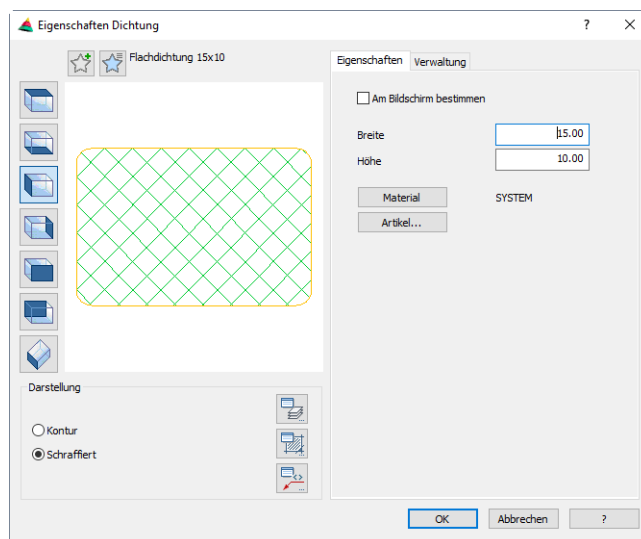 Eigenschaften Dichtung
?
Flachdichtung 15x10
Eigenschaften
Verwaltung
Am Bildschirm bestimmen
Breite
15.00
Höhe
10.00
Material
SYSTEM
Artikel...
Darstellung
Kontur
Schraffiert
OK
Abbrechen
?